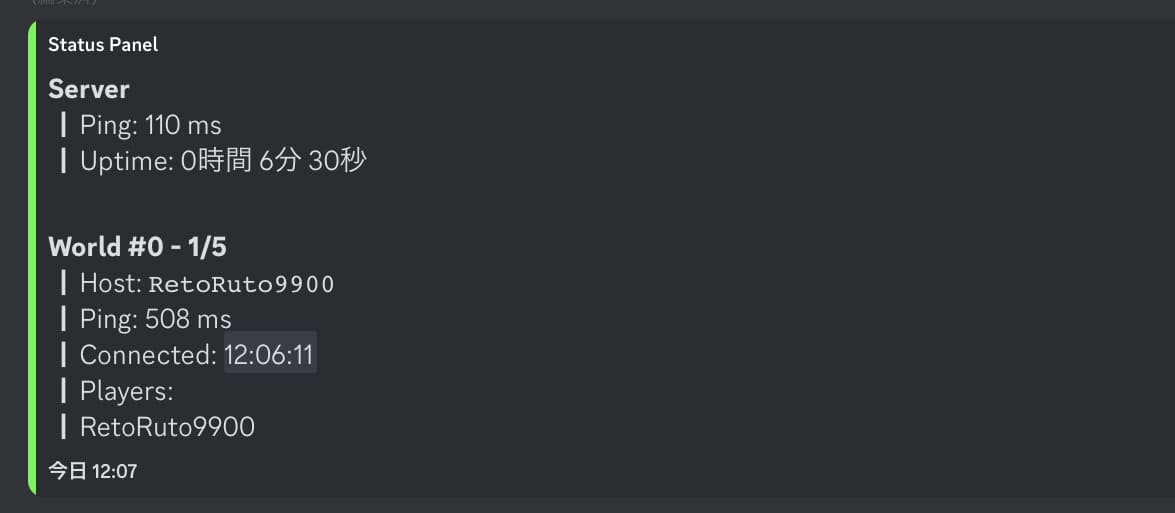 Status Panel
Server
┃ Ping: 110 ms
┃ Uptime: 0時間 6分 30秒
World #0 - 1/5
┃ Host: RetoRuto9900
┃ Ping: 508 ms
┃ Connected: 12:06:11
┃ Players:
┃ RetoRuto9900
今日 12:07